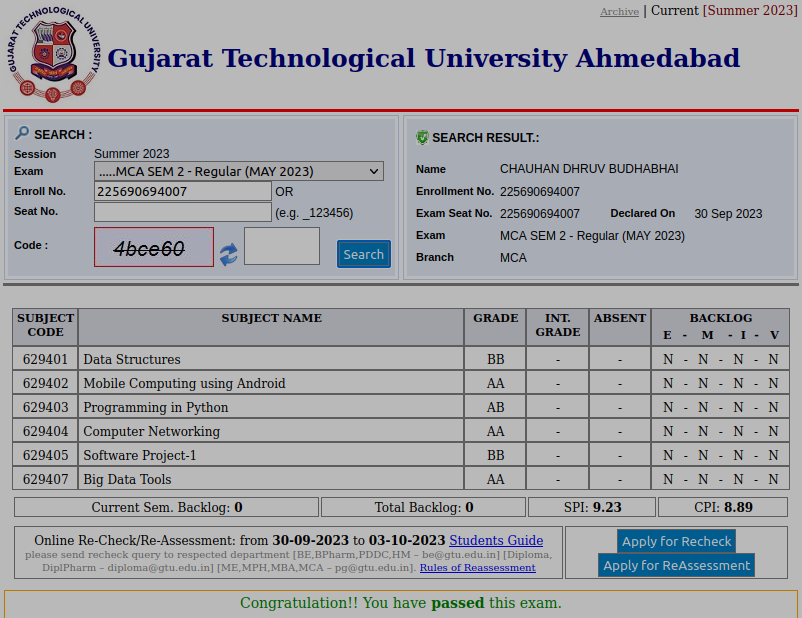 Archive | Current [Summer 2023]
GUJARAT TECHNOLOGICAL UNIVERSITY
Gujarat Technological University Ahmedabad
SEARCH :
Session Summer 2023
Exam .....MCA SEM 2 - Regular (MAY 2023)
Enroll No. 225690694007 OR
Seat No. (e.g. _123456)
Code : 4bce60 Search
SEARCH RESULT.:
Name CHAUHAN DHRUV BUDHABHAI
Enrollment No. 225690694007
Exam Seat No. 225690694007 Declared On 30 Sep 2023
Exam MCA SEM 2 - Regular (MAY 2023)
Branch MCA
SUBJECT CODE SUBJECT NAME GRADE INT. GRADE ABSENT BACKLOG
E - M - I - V
629401 Data Structures BB - - N - N - N - N
629402 Mobile Computing using Android AA - - N - N - N - N
629403 Programming in Python AB - - N - N - N - N
629404 Computer Networking AA - - N - N - N - N
629405 Software Project-1 BB - - N - N - N - N
629407 Big Data Tools AA - - N - N - N - N
Current Sem. Backlog: 0 Total Backlog: 0 SPI: 9.23 CPI: 8.89
Online Re-Check/Re-Assessment: from 30-09-2023 to 03-10-2023 Students Guide
please send recheck query to respected department [BE,BPharm,PDDC,HM – be@gtu.edu.in] [Diploma,
DiplPharm – diploma@gtu.edu.in] [ME,MPH,MBA,MCA – pg@gtu.edu.in]. Rules of Reassessment
Apply for Recheck
Apply for ReAssessment
Congratulation!! You have passed this exam.